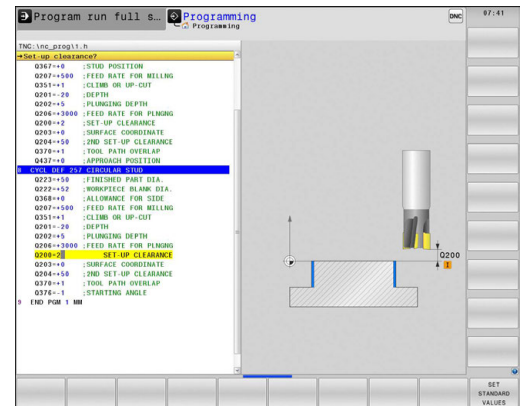 Program run full s...
Programming
Programming
DNC
07:41
TNC:\nc_prog\1.h
→Set-up clearance?
Q367=+0 ;STUD POSITION
Q207=+500 ;FEED RATE FOR MILLNG
Q351=+1 ;CLIMB OR UP-CUT
Q201=-20 ;DEPTH
Q202=+5 ;PLUNGING DEPTH
Q206=+3000 ;FEED RATE FOR PLNGNG
Q200=+2 ;SET-UP CLEARANCE
Q203=+0 ;SURFACE COORDINATE
Q204=+50 ;2ND SET-UP CLEARANCE
Q370=+1 ;TOOL PATH OVERLAP
Q437=+0 ;APPROACH POSITION
8 CYCL DEF 257 CIRCULAR STUD
Q223=+50 ;FINISHED PART DIA.
Q222=+52 ;WORKPIECE BLANK DIA.
Q368=+0 ;ALLOWANCE FOR SIDE
Q207=+500 ;FEED RATE FOR MILLNG
Q351=+1 ;CLIMB OR UP-CUT
Q201=-20 ;DEPTH
Q202=+5 ;PLUNGING DEPTH
Q206=+3000 ;FEED RATE FOR PLNGNG
Q200=2 SET-UP CLEARANCE
Q203=+0 ;SURFACE COORDINATE
Q204=+50 ;2ND SET-UP CLEARANCE
Q370=+1 ;TOOL PATH OVERLAP
Q376=-1 ;STARTING ANGLE
9 END PGM 1 MM
Q200
I
SET
STANDARD
VALUES